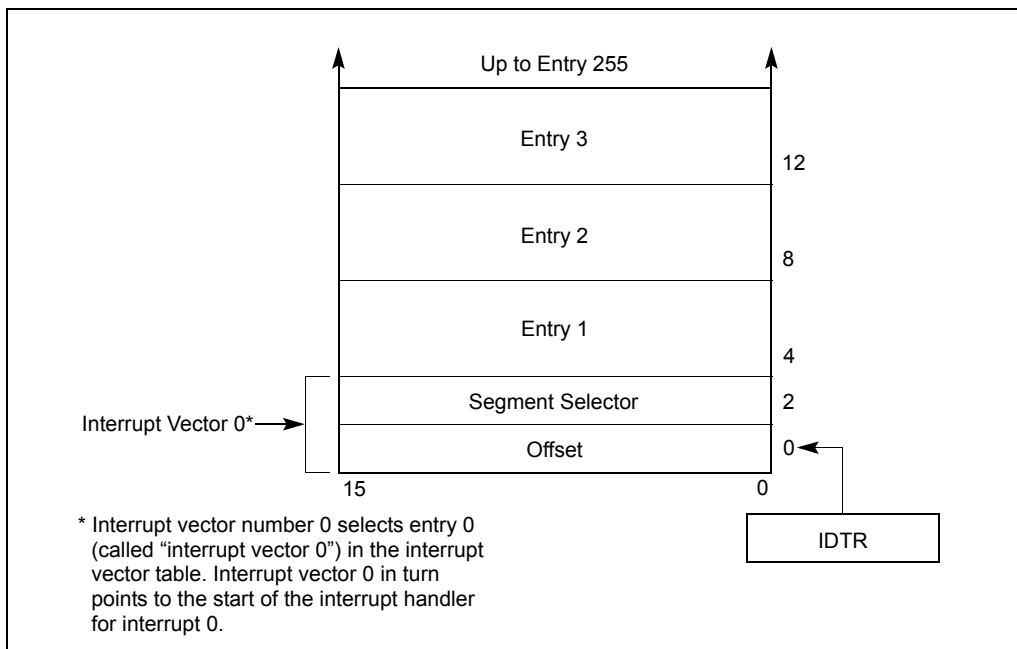 Up to Entry 255
Entry 3
12
Entry 2
8
Entry 1
4
Segment Selector
2
Interrupt Vector 0*
Offset
0
15
0
* Interrupt vector number 0 selects entry 0
(called “interrupt vector 0”) in the interrupt
vector table. Interrupt vector 0 in turn
points to the start of the interrupt handler
for interrupt 0.
IDTR